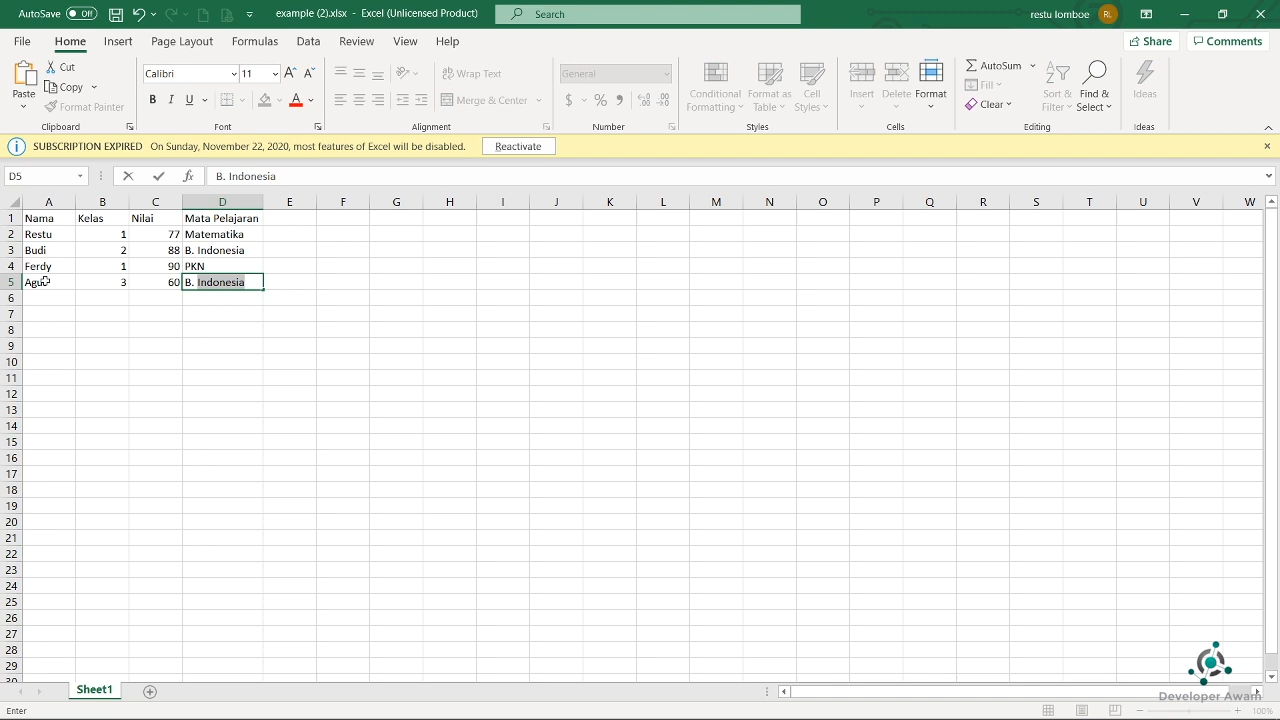 AutoSave Off sample (2).xlsx - Excel (Unlicensed Product) Search restu lomboe RL
File Home Insert Page Layout Formulas Data Review View Help Share Comments
Paste Cut Copy Format Painter
Clipboard
Calibri 11 A A
B I U A
Font
Wrap Text
Merge & Center
Alignment
General
$ % ,
Number
Conditional Formatting Format as Table Cell Styles
Styles
Insert Delete Format
Cells
AutoSum Fill Clear Sort & Filter Find & Select
Editing
Ideas
Ideas
SUBSCRIPTION EXPIRED On Sunday, November 22, 2020, most features of Excel will be disabled. Reactivate
D5 fx B. Indonesia
A B C D E F G H I J K L M N O P Q R S T U V W
1 Nama Kelas Nilai Mata Pelajaran
2 Restu 1 77 Matematika
3 Budi 2 88 B. Indonesia
4 Ferdy 1 90 PKN
5 Agu 3 60 B. Indonesia
6
7
8
9
10
11
12
13
14
15
16
17
18
19
20
21
22
23
24
25
26
27
28
29
30
Sheet1
Developer Awam
Enter 100%